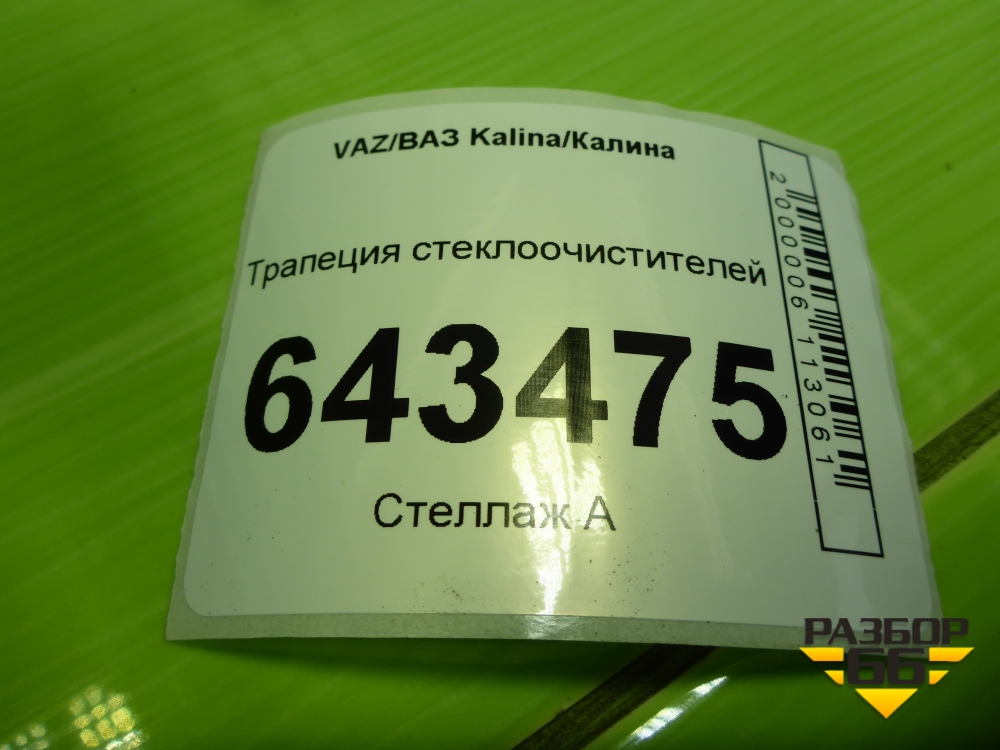 VAZ/ВАЗ Kalina/Калина
Трапеция стеклоочистителей
643475
Стеллаж А
2000006113061
РАЗБОР
66